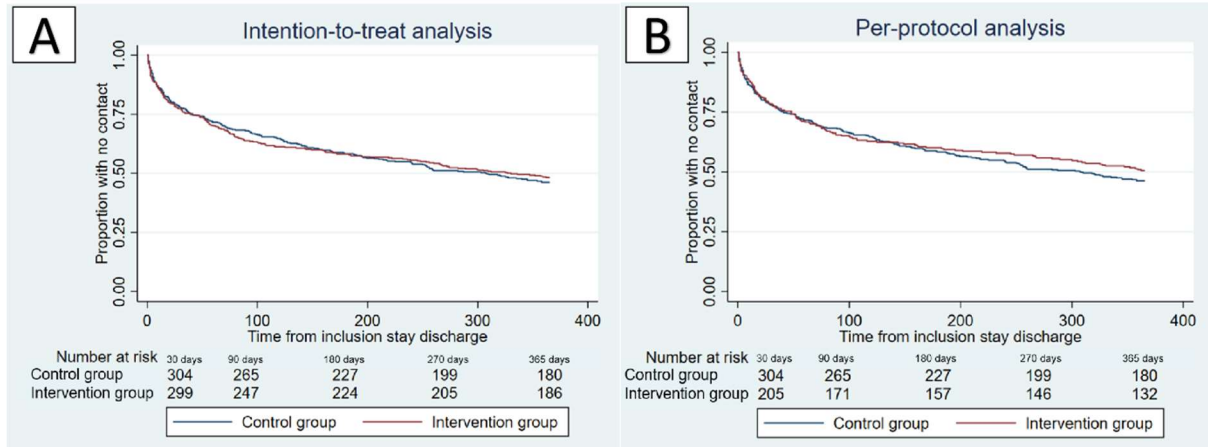 A
Intention-to-treat analysis
Proportion with no contact
1.00
0.75
0.50
0.25
0.00
0 100 200 300 400
Time from inclusion stay discharge
Number at risk 30 days 90 days 180 days 270 days 365 days
Control group 304 265 227 199 180
Intervention group 299 247 224 205 186
Control group Intervention group
B
Per-protocol analysis
Proportion with no contact
1.00
0.75
0.50
0.25
0.00
0 100 200 300 400
Time from inclusion stay discharge
Number at risk 30 days 90 days 180 days 270 days 365 days
Control group 304 265 227 199 180
Intervention group 205 171 157 146 132
Control group Intervention group